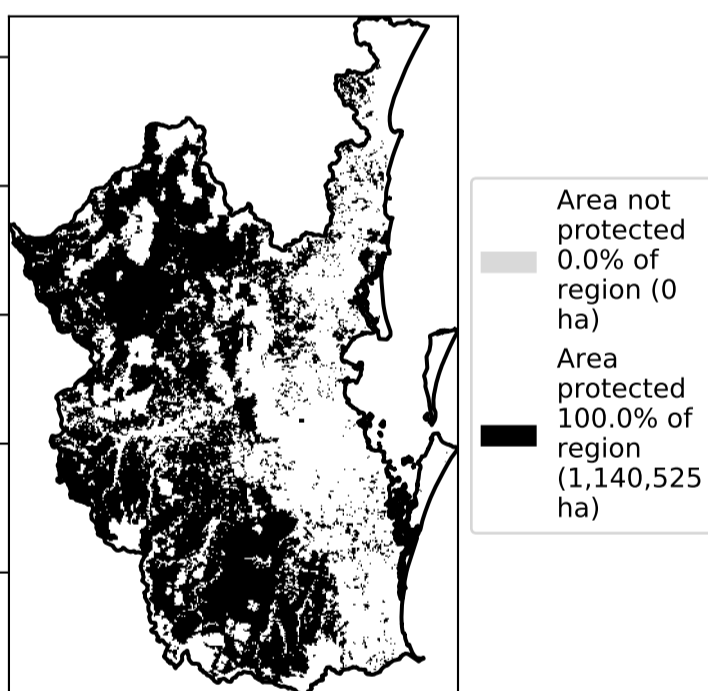 Area not
protected
0.0% of
region (0
ha)
Area
protected
100.0% of
region
(1,140,525
ha)